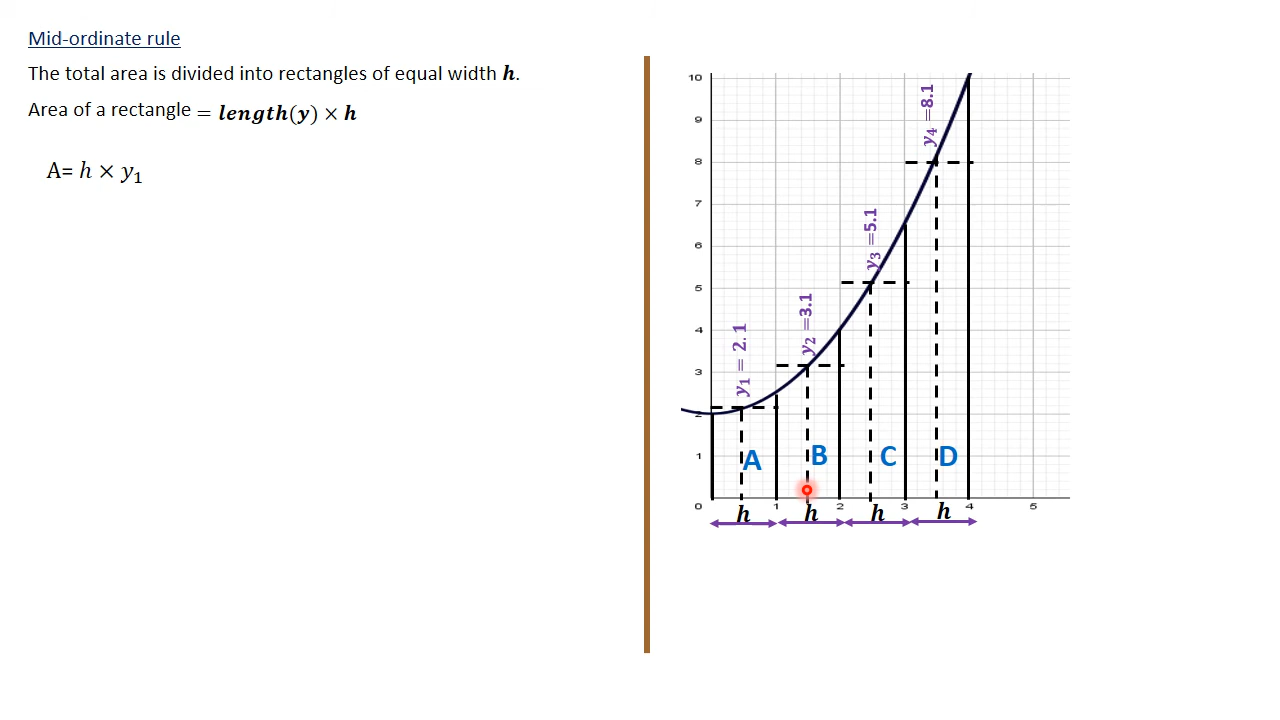 Mid-ordinate rule
The total area is divided into rectangles of equal width h.
Area of a rectangle = length(y) × h
A= h × y₁
10
9
8
7
6
5
4
3
2
1
0
1
2
3
4
5
y₁ = 2. 1
y₂ =3.1
y₃ =5.1
y₄ =8.1
A
B
C
D
h
h
h
h